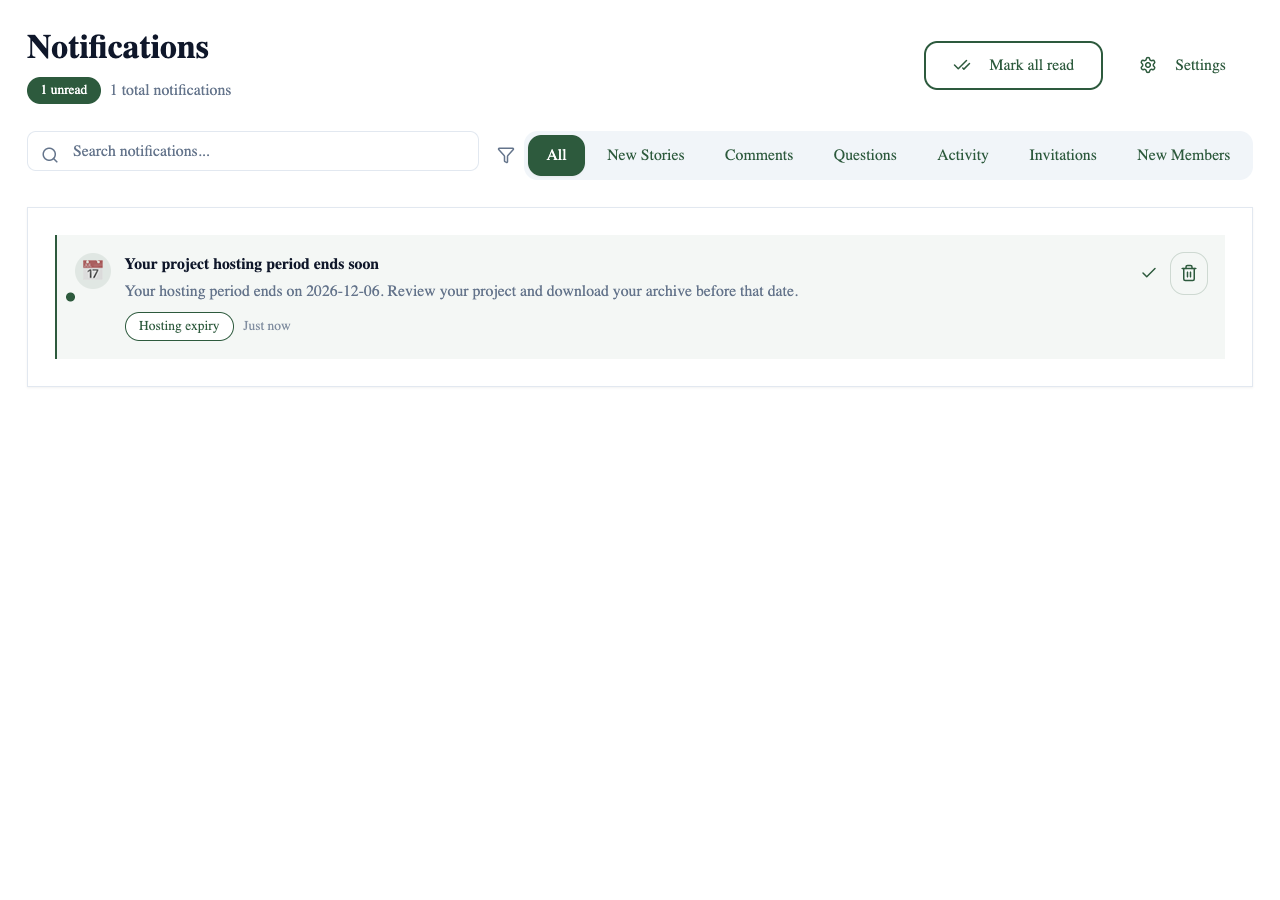 Notifications
1 unread 1 total notifications
Mark all read
Settings
Search notifications...
All New Stories Comments Questions Activity Invitations New Members
17
Your project hosting period ends soon
Your hosting period ends on 2026-12-06. Review your project and download your archive before that date.
Hosting expiry Just now